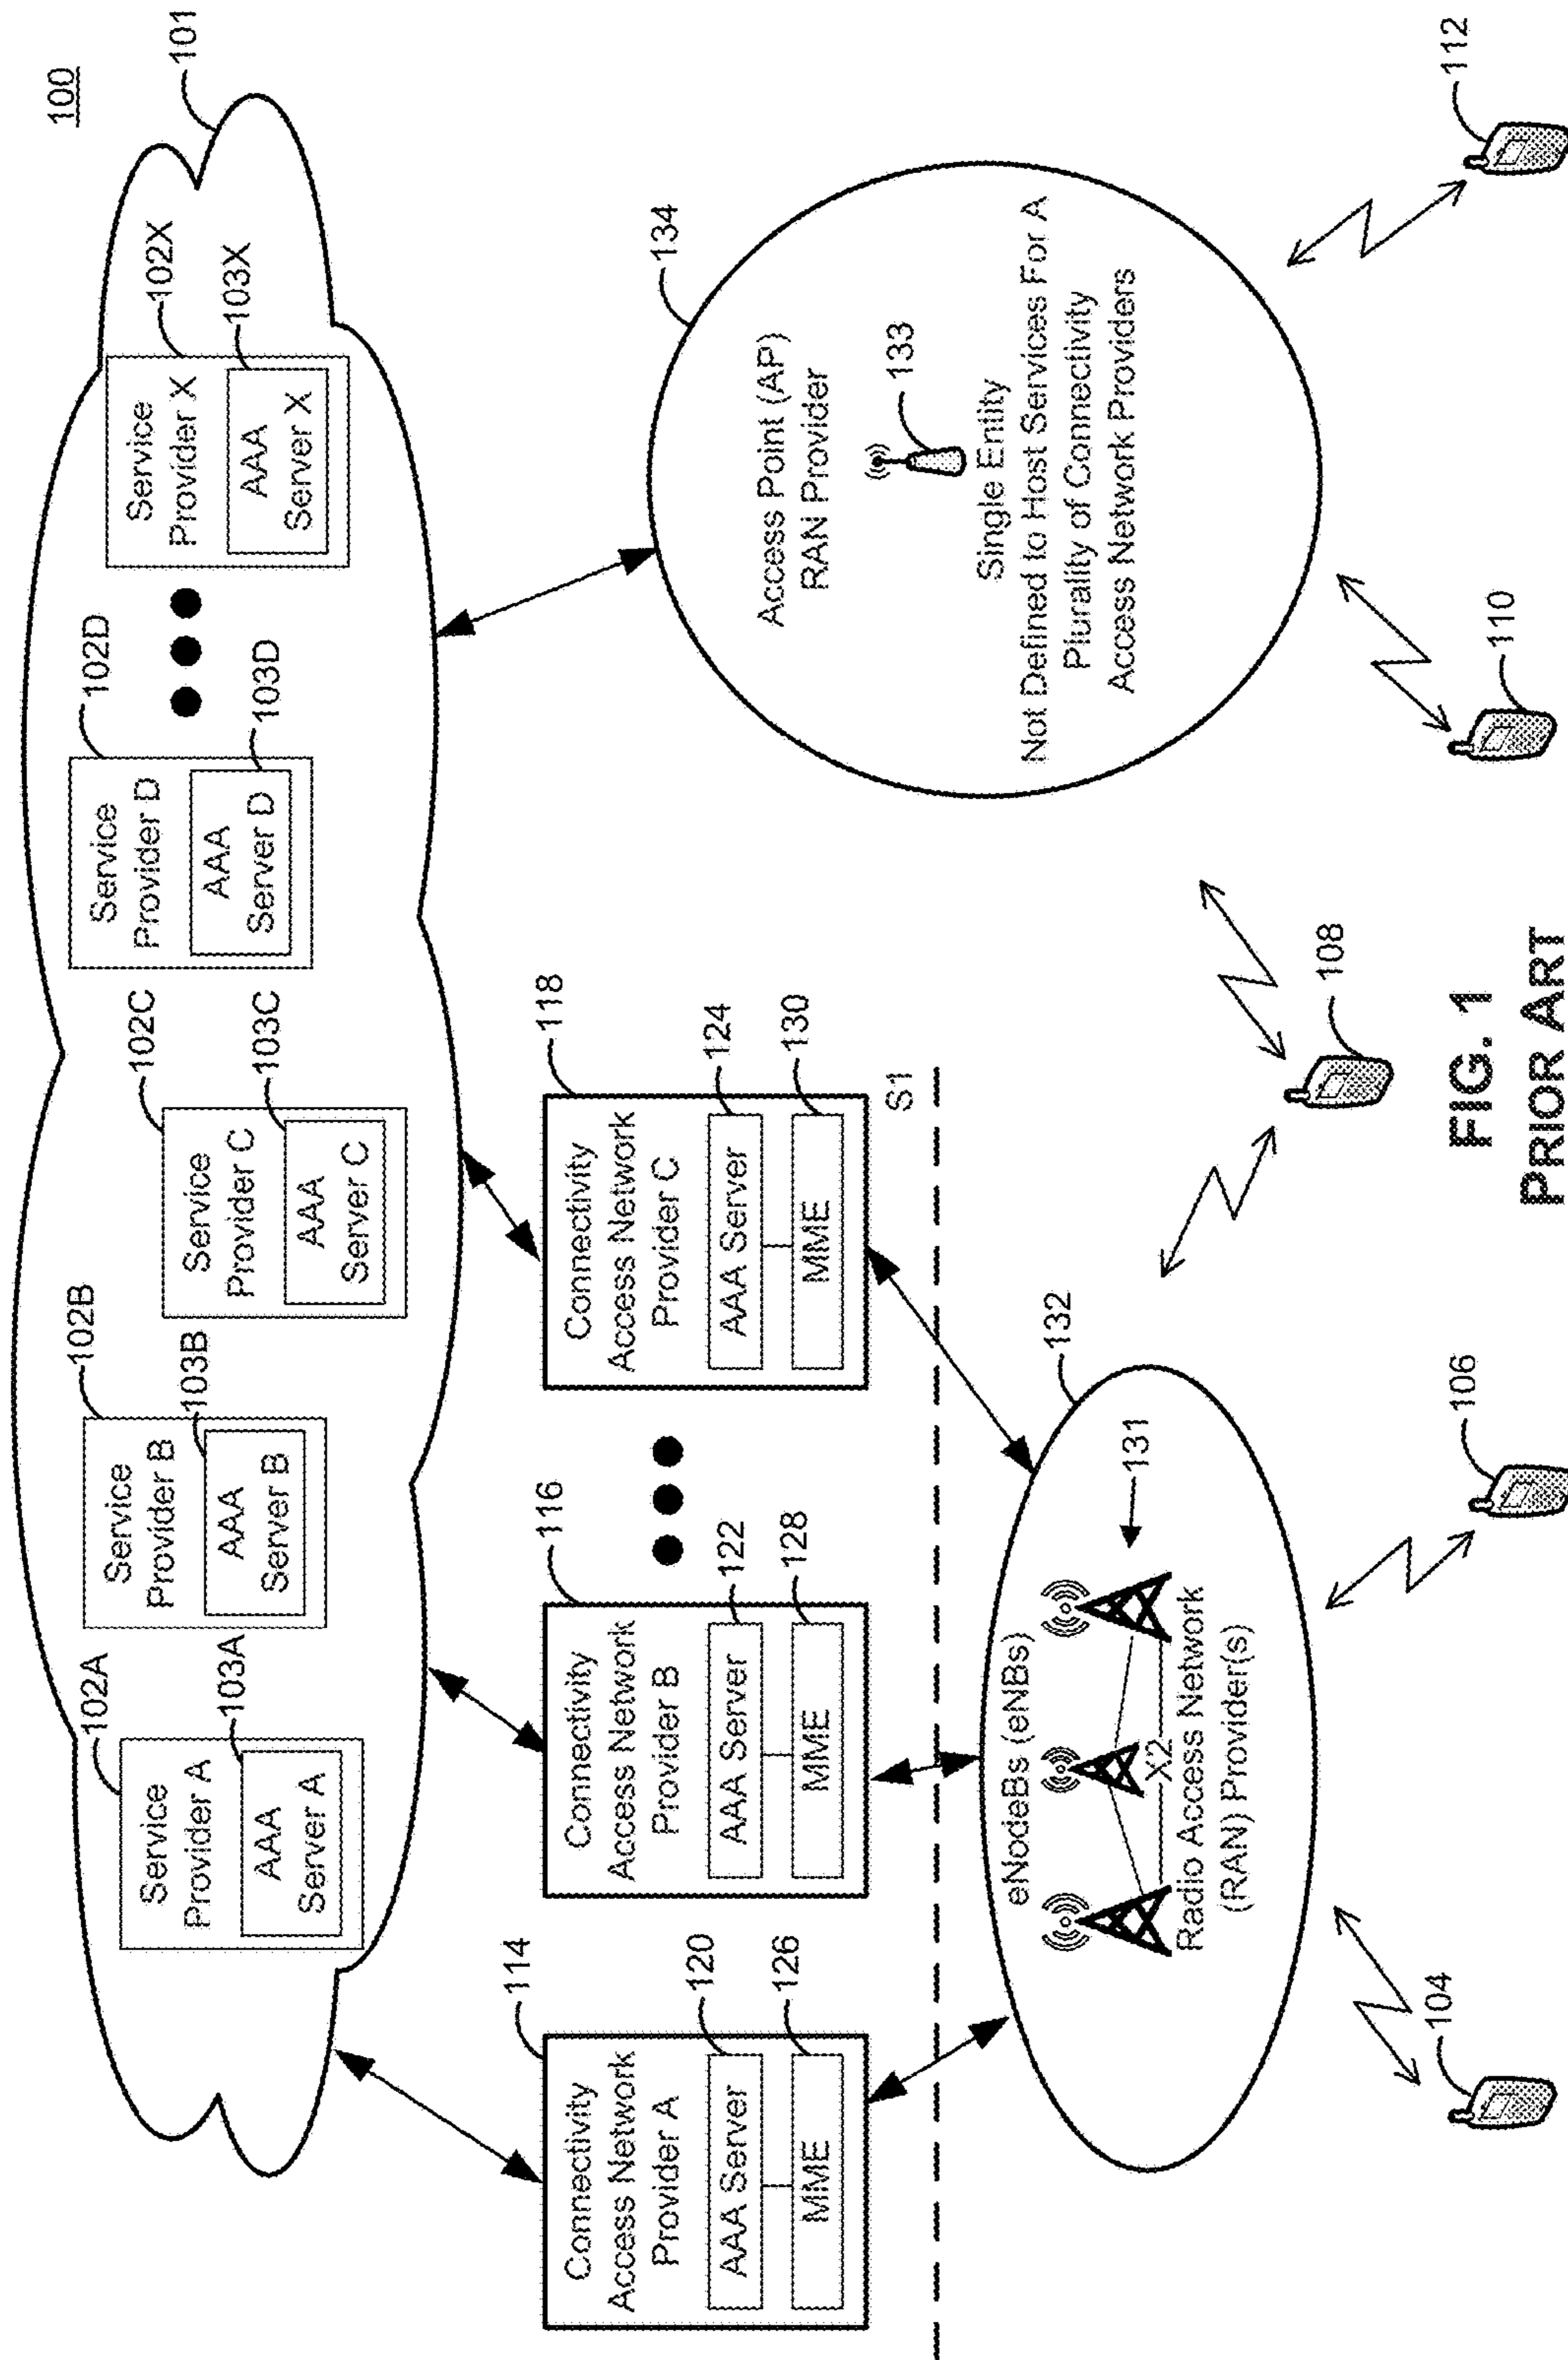 100
101
102A
Service
Provider A
103A
AAA
Server A
102B
Service
Provider B
103B
AAA
Server B
102C
Service
Provider C
103C
AAA
Server C
102D
Service
Provider D
103D
AAA
Server D
102X
Service
Provider X
103X
AAA
Server X
114
Connectivity
Access Network
Provider A
120
AAA Server
126
MME
116
Connectivity
Access Network
Provider B
122
AAA Server
128
MME
118
Connectivity
Access Network
Provider C
124
AAA Server
130
MME
S1
132
eNodeBs (eNBs)
131
X2
Radio Access Network
(RAN) Provider(s)
134
Access Point (AP)
RAN Provider
133
Single Entity
Not Defined to Host Services For A
Plurality of Connectivity
Access Network Providers
104
106
108
110
112
FIG. 1
PRIOR ART